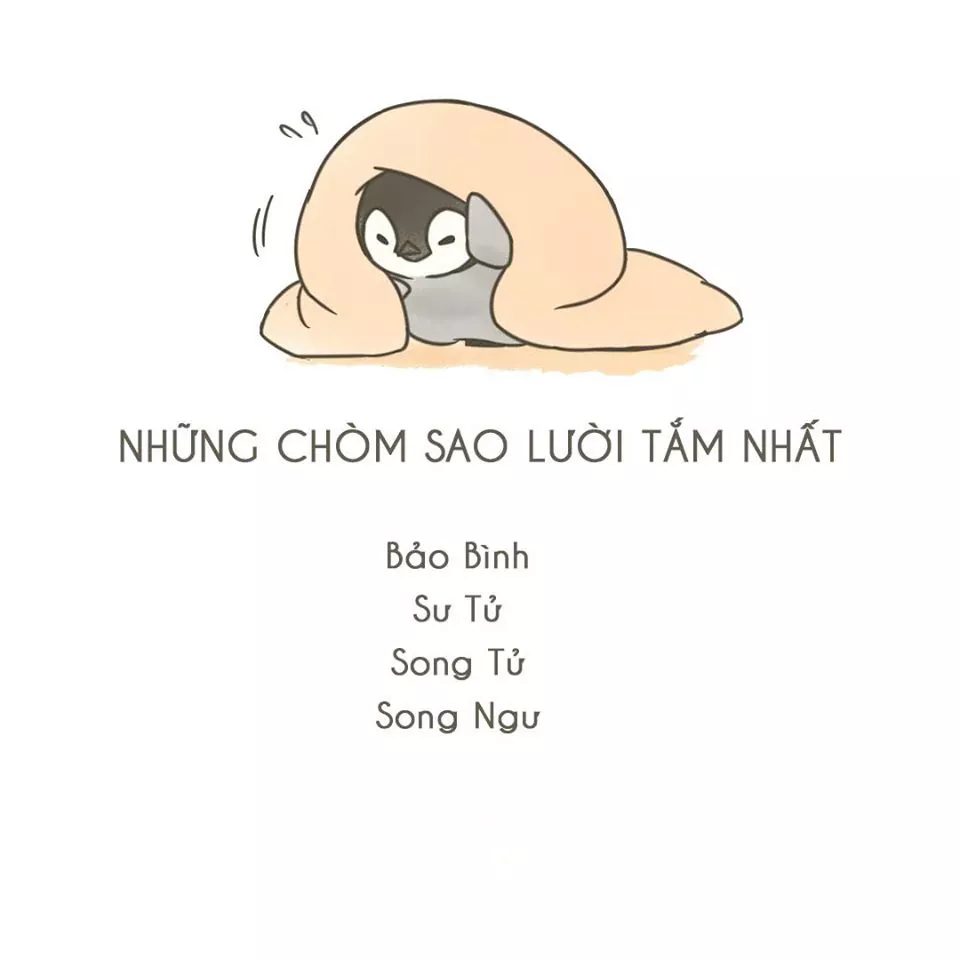 NHỮNG CHÒM SAO LƯỜI TẮM NHẤT
Bảo Bình
Sư Tử
Song Tử
Song Ngư